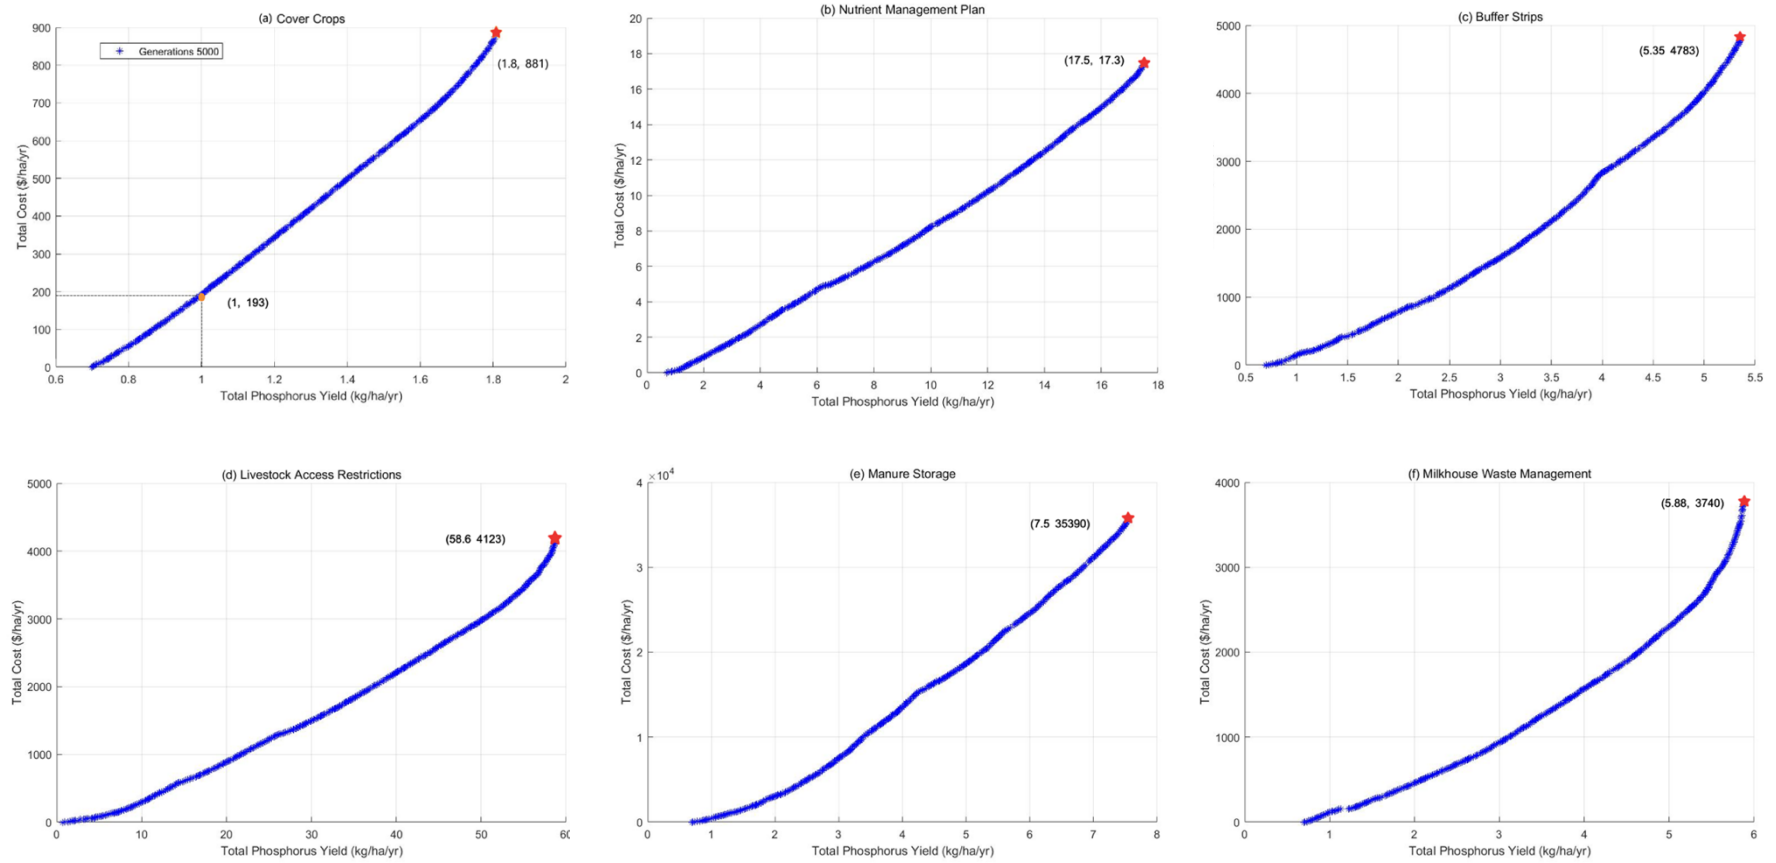 (a) Cover Crops
900
800
700
600
500
400
300
200
100
0
0.6 0.8 1 1.2 1.4 1.6 1.8 2
Total Cost ($/ha/yr)
Total Phosphorus Yield (kg/ha/yr)
Generations 5000
(1.8, 881)
(1, 193)
(b) Nutrient Management Plan
20
18
16
14
12
10
8
6
4
2
0
0 2 4 6 8 10 12 14 16 18
Total Cost ($/ha/yr)
Total Phosphorus Yield (kg/ha/yr)
(17.5, 17.3)
(c) Buffer Strips
5000
4000
3000
2000
1000
0
0.5 1 1.5 2 2.5 3 3.5 4 4.5 5 5.5
Total Cost ($/ha/yr)
Total Phosphorus Yield (kg/ha/yr)
(5.35 4783)
(d) Livestock Access Restrictions
5000
4000
3000
2000
1000
0
0 10 20 30 40 50 60
Total Cost ($/ha/yr)
Total Phosphorus Yield (kg/ha/yr)
(58.6 4123)
(e) Manure Storage
×10⁴
4
3
2
1
0
0 1 2 3 4 5 6 7 8
Total Cost ($/ha/yr)
Total Phosphorus Yield (kg/ha/yr)
(7.5 35390)
(f) Milkhouse Waste Management
4000
3000
2000
1000
0
0 1 2 3 4 5 6
Total Cost ($/ha/yr)
Total Phosphorus Yield (kg/ha/yr)
(5.88, 3740)